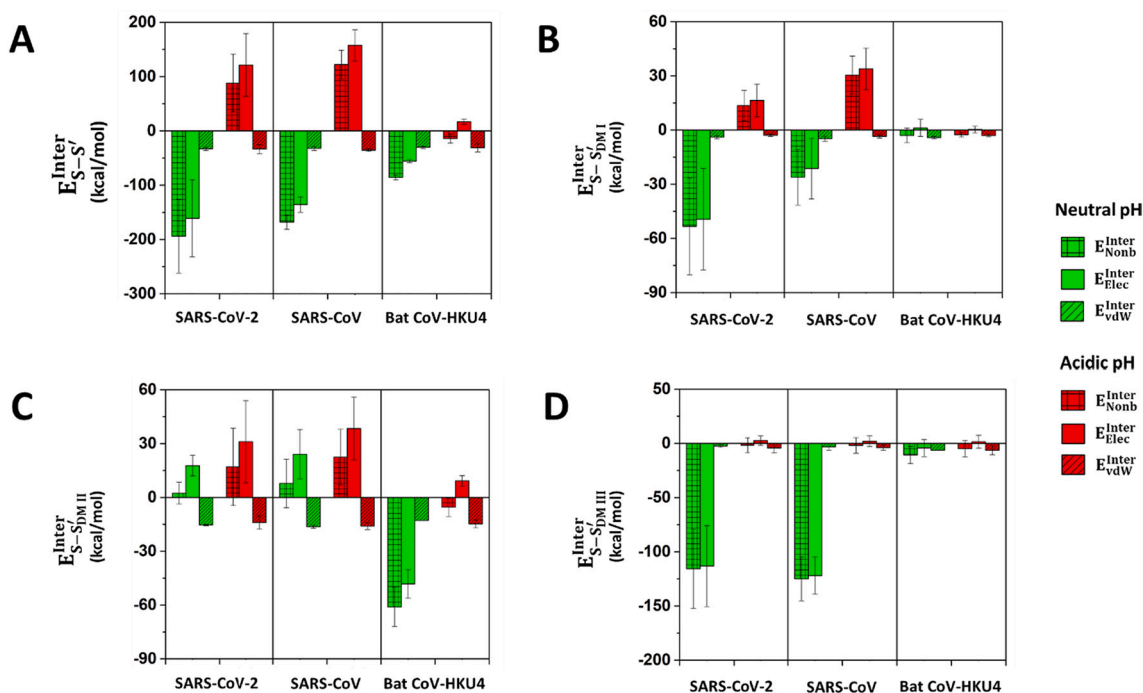 A
E^Inter_S−S′
(kcal/mol)
200
100
0
-100
-200
-300
SARS-CoV-2 SARS-CoV Bat CoV-HKU4
B
E^Inter_S−S′DM I
(kcal/mol)
60
30
0
-30
-60
-90
SARS-CoV-2 SARS-CoV Bat CoV-HKU4
Neutral pH
E^Inter_Nonb
E^Inter_Elec
E^Inter_vdW
Acidic pH
E^Inter_Nonb
E^Inter_Elec
E^Inter_vdW
C
E^Inter_S−S′DM II
(kcal/mol)
60
30
0
-30
-60
-90
SARS-CoV-2 SARS-CoV Bat CoV-HKU4
D
E^Inter_S−S′DM III
(kcal/mol)
50
0
-50
-100
-150
-200
SARS-CoV-2 SARS-CoV Bat CoV-HKU4